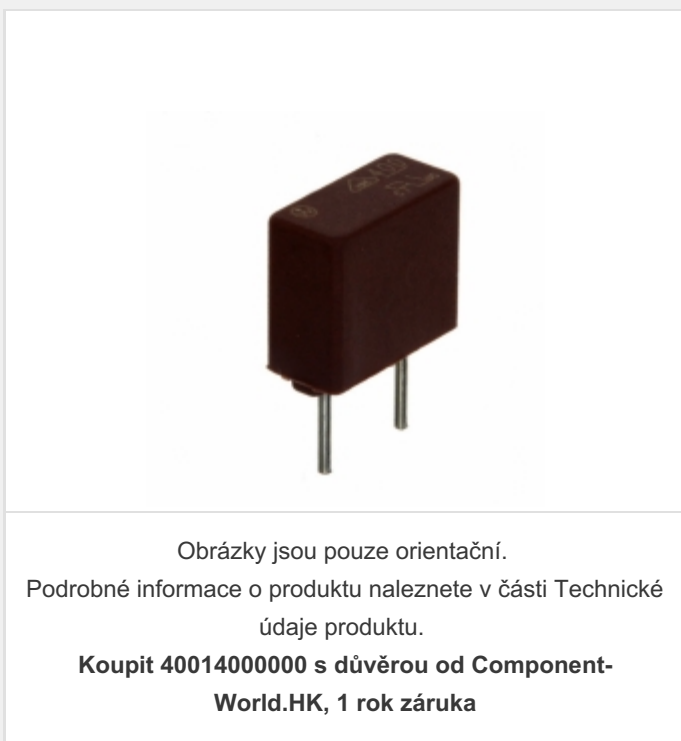 Obrázky jsou pouze orientační.
Podrobné informace o produktu naleznete v části Technické
údaje produktu.
Koupit 40014000000 s důvěrou od Component-
World.HK, 1 rok záruka